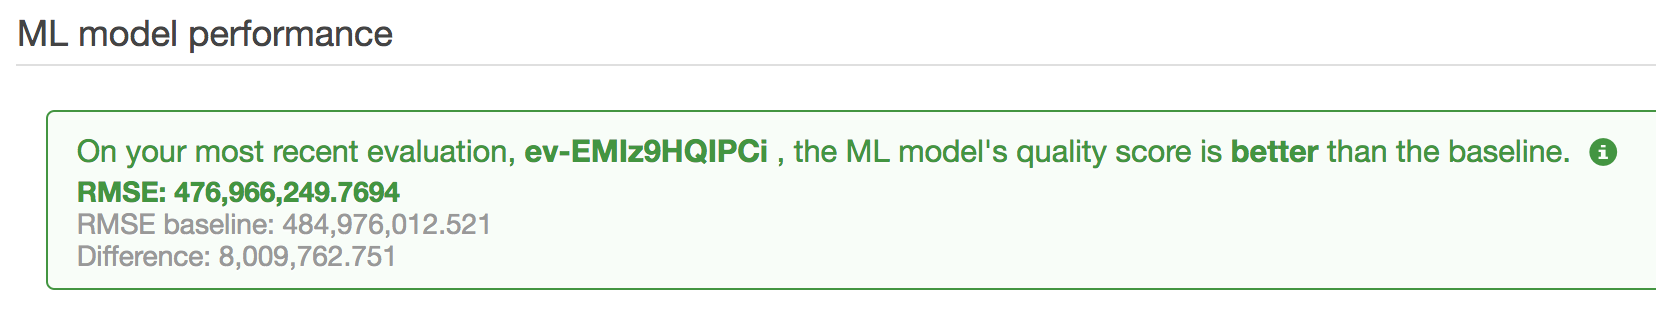 ML model performance
On your most recent evaluation, ev-EMIz9HQIPCi , the ML model's quality score is better than the baseline.
RMSE: 476,966,249.7694
RMSE baseline: 484,976,012.521
Difference: 8,009,762.751